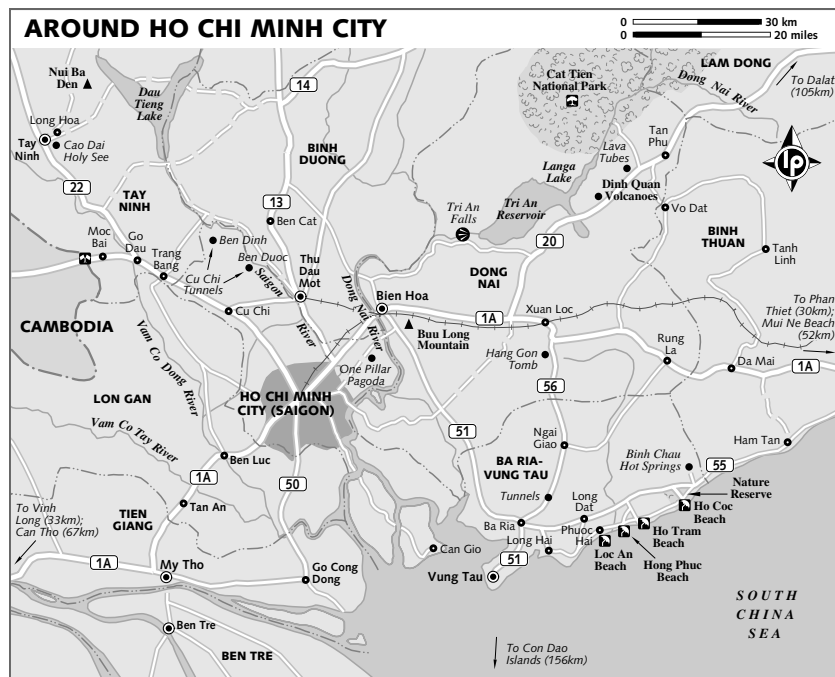 AROUND HO CHI MINH CITY
0 30 km
0 20 miles
LAM DONG
To Dalat
(105km)
Nui Ba
Den
Dau
Tieng
Lake
14
Cat Tien
National Park
Dong Nai River
Long Hoa
Tay
Ninh
Cao Dai
Holy See
BINH
DUONG
Lava
Tubes
Tan
Phu
LP
22
TAY
NINH
13
Langa
Lake
Dinh Quan
Volcanoes
Ben Cat
Tri An
Falls
Tri An
Reservoir
Vo Dat
BINH
THUAN
Moc
Bai
Go
Dau
Trang
Bang
Ben Dinh
Ben Duoc
Cu Chi
Tunnels
Saigon
River
Thu
Dau
Mot
20
Tanh
Linh
DONG
NAI
Dong Nai River
Bien Hoa
Cu Chi
CAMBODIA
1A
Xuan Loc
To Phan
Thiet (30km);
Mui Ne Beach
(52km)
Buu Long
Mountain
Vam Co Dong River
One Pillar
Pagoda
Hang Gon
Tomb
Rung
La
Da Mai
1A
56
LON GAN
HO CHI MINH
CITY (SAIGON)
Vam Co Tay River
51
Ngai
Giao
Ham Tan
Ben Luc
BA RIA-
VUNG TAU
Binh Chau
Hot Springs
55
1A
50
Nature
Reserve
To Vinh
Long (33km);
Can Tho (67km)
TIEN
GIANG
Tan An
Tunnels
Long
Dat
Ho Coc
Beach
Ba Ria
Phuoc
Hai
Ho Tram
Beach
Can Gio
Long Hai
Loc An
Beach
Hong Phuc
Beach
1A
My Tho
Go Cong
Dong
51
Vung Tau
SOUTH
CHINA
SEA
Ben Tre
BEN TRE
To Con Dao
Islands (156km)